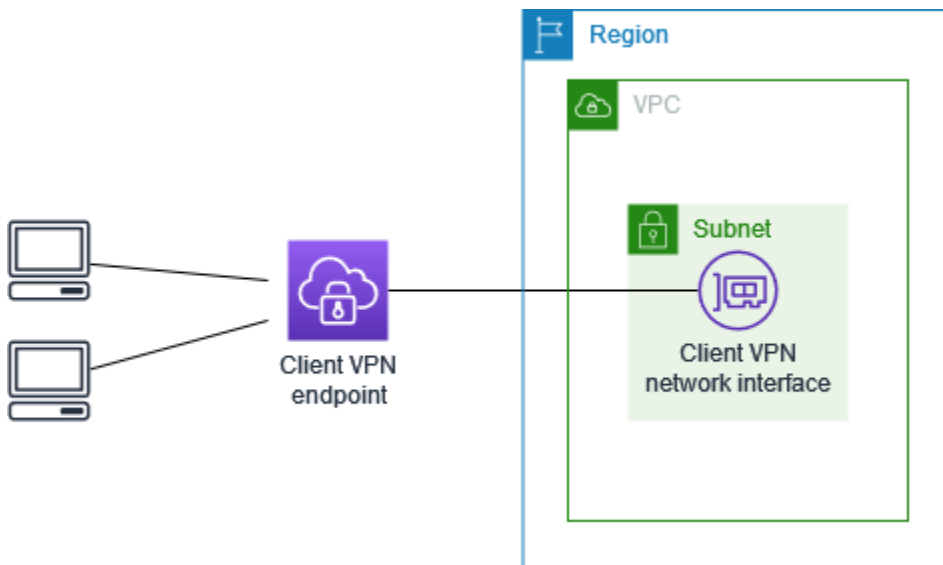 Region
VPC
Subnet
Client VPN
endpoint
Client VPN
network interface